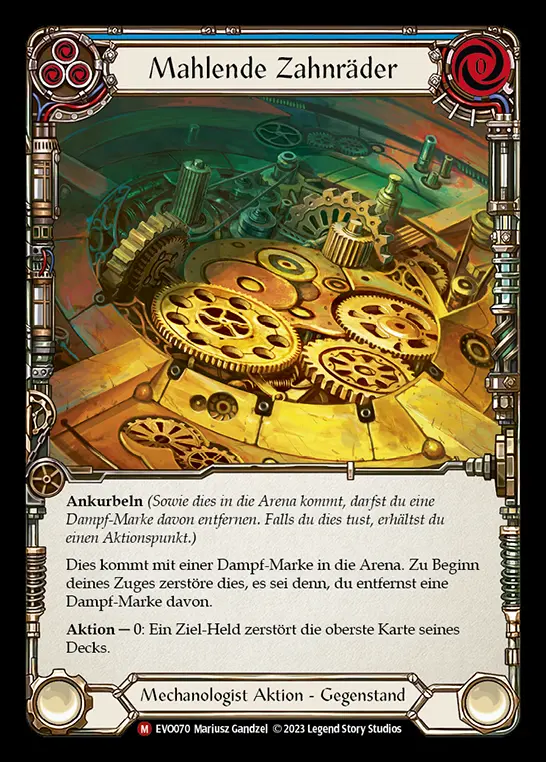 Mahlende Zahnräder
0
Ankurbeln (Sowie dies in die Arena kommt, darfst du eine
Dampf-Marke davon entfernen. Falls du dies tust, erhältst du
einen Aktionspunkt.)
Dies kommt mit einer Dampf-Marke in die Arena. Zu Beginn
deines Zuges zerstöre dies, es sei denn, du entfernst eine
Dampf-Marke davon.
Aktion — 0: Ein Ziel-Held zerstört die oberste Karte seines
Decks.
Mechanologist Aktion - Gegenstand
M EVO070 Mariusz Gandzel © 2023 Legend Story Studios